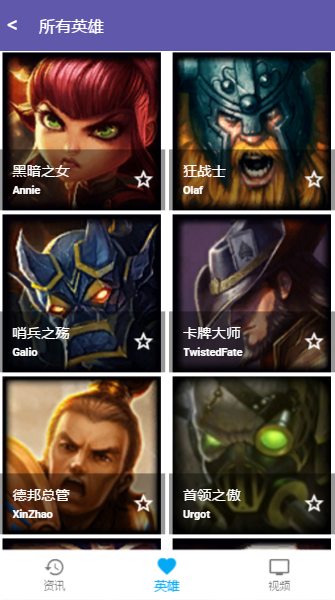 < 所有英雄
黑暗之女
Annie
狂战士
Olaf
哨兵之殇
Galio
卡牌大师
TwistedFate
德邦总管
XinZhao
首领之傲
Urgot
资讯
英雄
视频